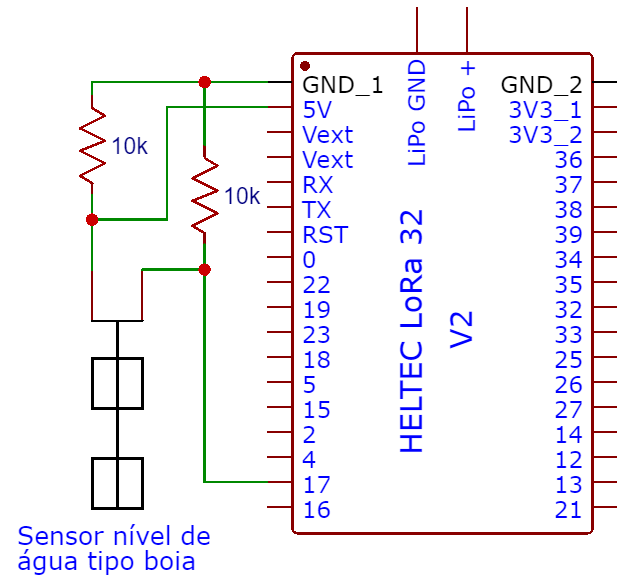 LiPo GND
LiPo +
GND_1
5V
Vext
Vext
RX
TX
RST
0
22
19
23
18
5
15
2
4
17
16
GND_2
3V3_1
3V3_2
36
37
38
39
34
35
32
33
25
26
27
14
12
13
21
HELTEC LoRa 32
V2
10k
10k
Sensor nível de
água tipo boia